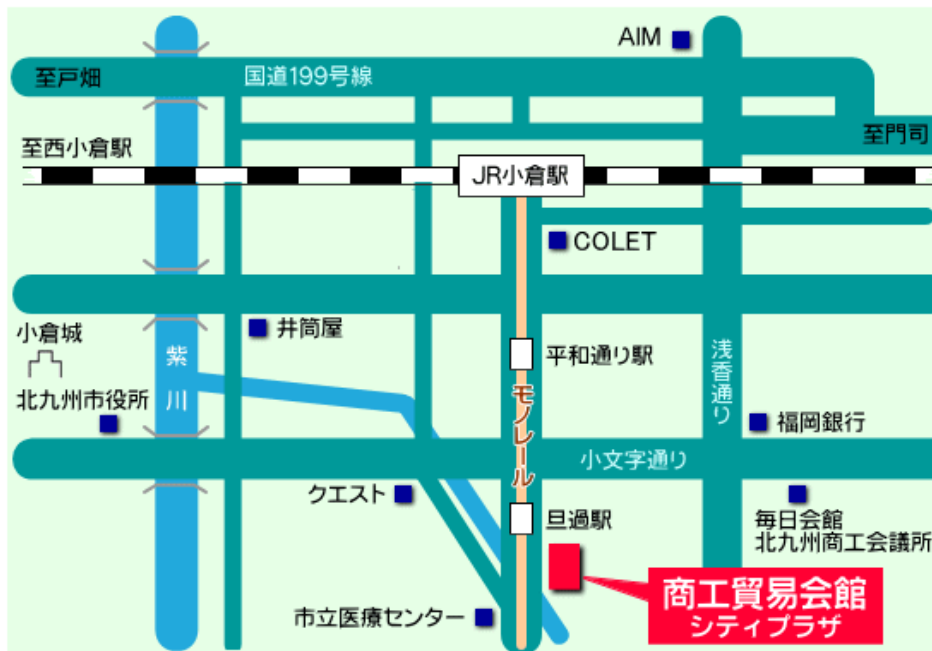 AIM
至戸畑
国道199号線
至門司
至西小倉駅
JR小倉駅
COLET
井筒屋
小倉城
紫川
平和通り駅
浅香通り
北九州市役所
モノレール
福岡銀行
小文字通り
クエスト
旦過駅
毎日会館
北九州商工会議所
商工貿易会館
シティプラザ
市立医療センター